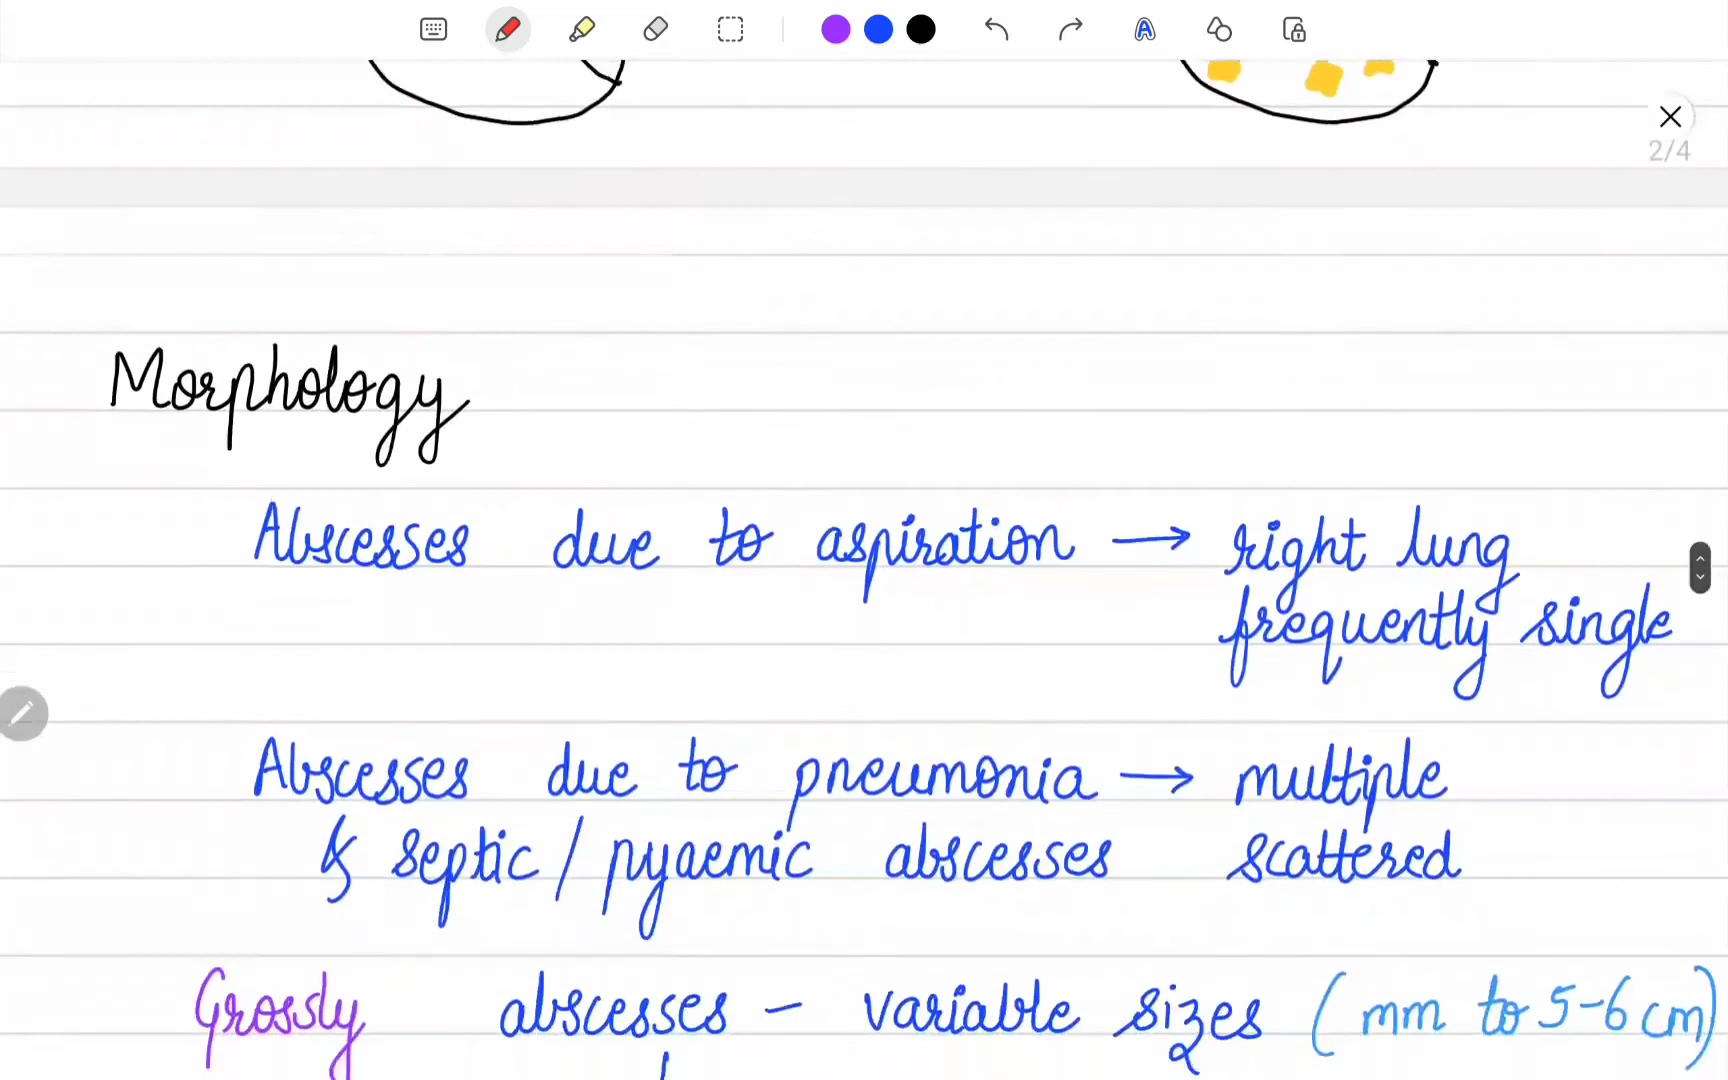 A
2/4
Morphology
Abscesses due to aspiration → right lung
frequently single
Abscesses due to pneumonia → multiple
& septic/pyaemic abscesses scattered
Grossly abscesses - variable sizes (mm to 5-6 cm)